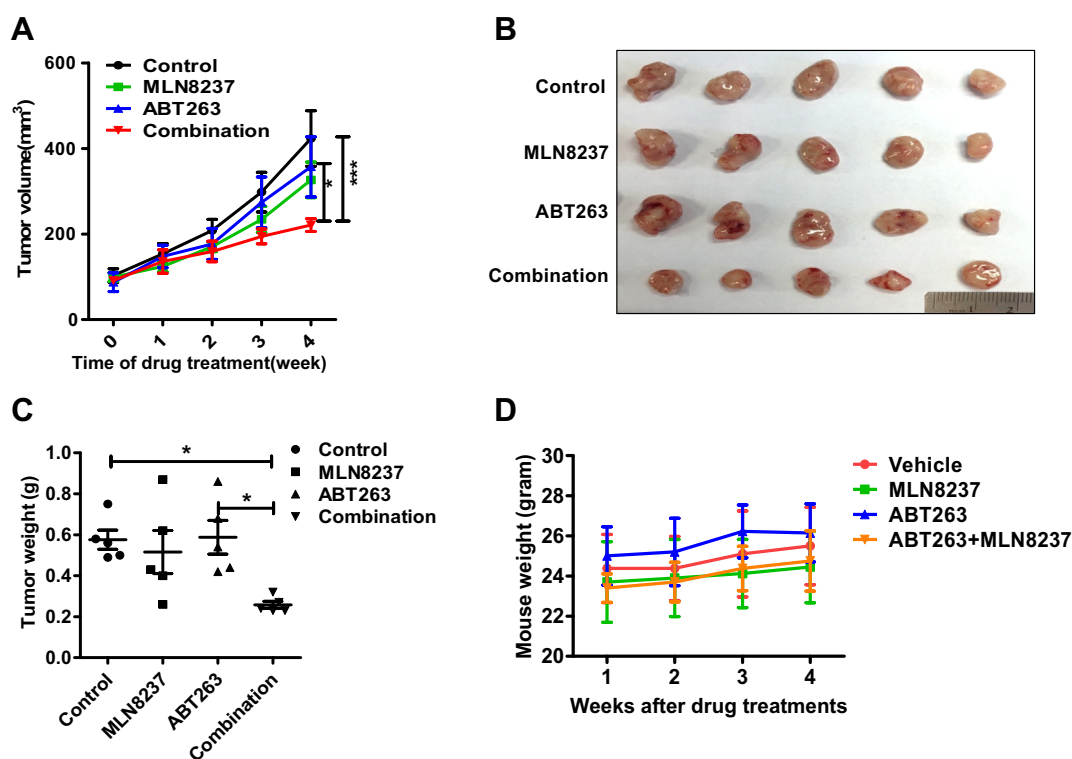 A
600
400
200
0
Tumor volume(mm³)
Control
MLN8237
ABT263
Combination
*
***
0 1 2 3 4
Time of drug treatment(week)
B
Control
MLN8237
ABT263
Combination
1 2
C
1.0
0.8
0.6
0.4
0.2
0.0
Tumor weight (g)
*
*
Control
MLN8237
ABT263
Combination
Control
MLN8237
ABT263
Combination
D
30
28
26
24
22
20
Mouse weight (gram)
Vehicle
MLN8237
ABT263
ABT263+MLN8237
1 2 3 4
Weeks after drug treatments